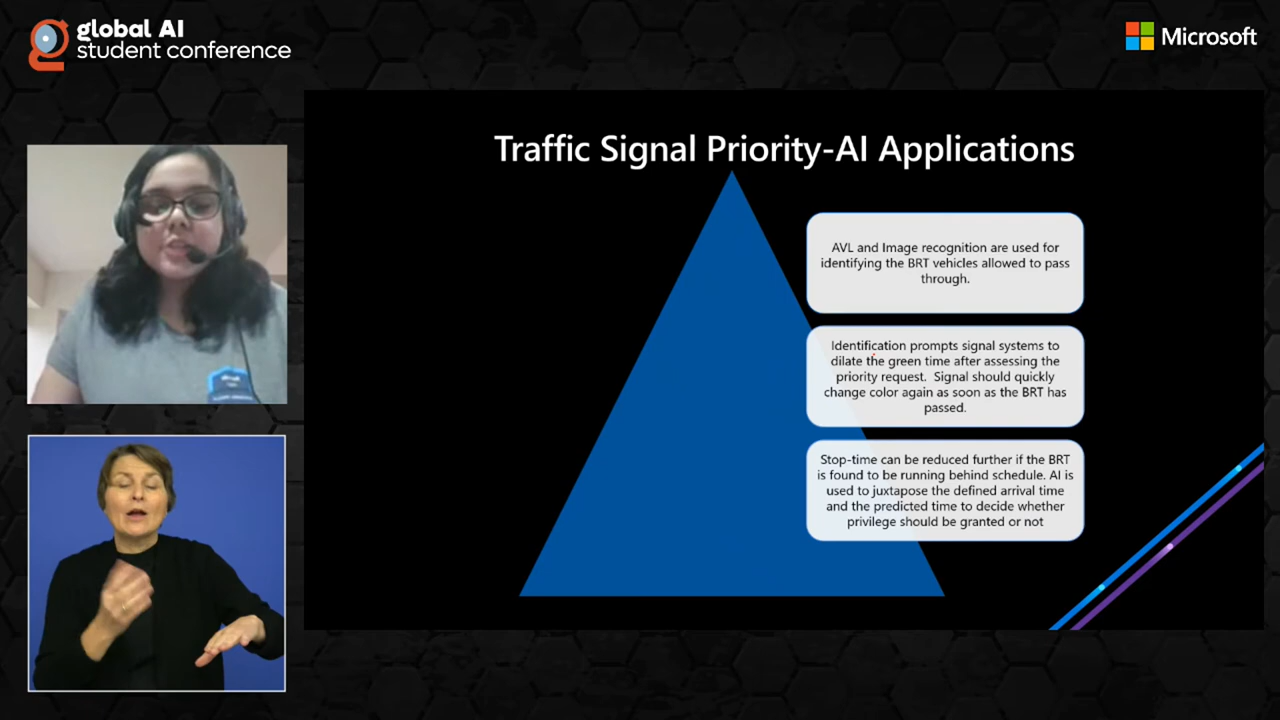 global AI
student conference
Microsoft
Traffic Signal Priority-AI Applications
AVL and Image recognition are used for
identifying the BRT vehicles allowed to pass
through.
Identification prompts signal systems to
dilate the green time after assessing the
priority request. Signal should quickly
change color again as soon as the BRT has
passed.
Stop-time can be reduced further if the BRT
is found to be running behind schedule. AI is
used to juxtapose the defined arrival time
and the predicted time to decide whether
privilege should be granted or not